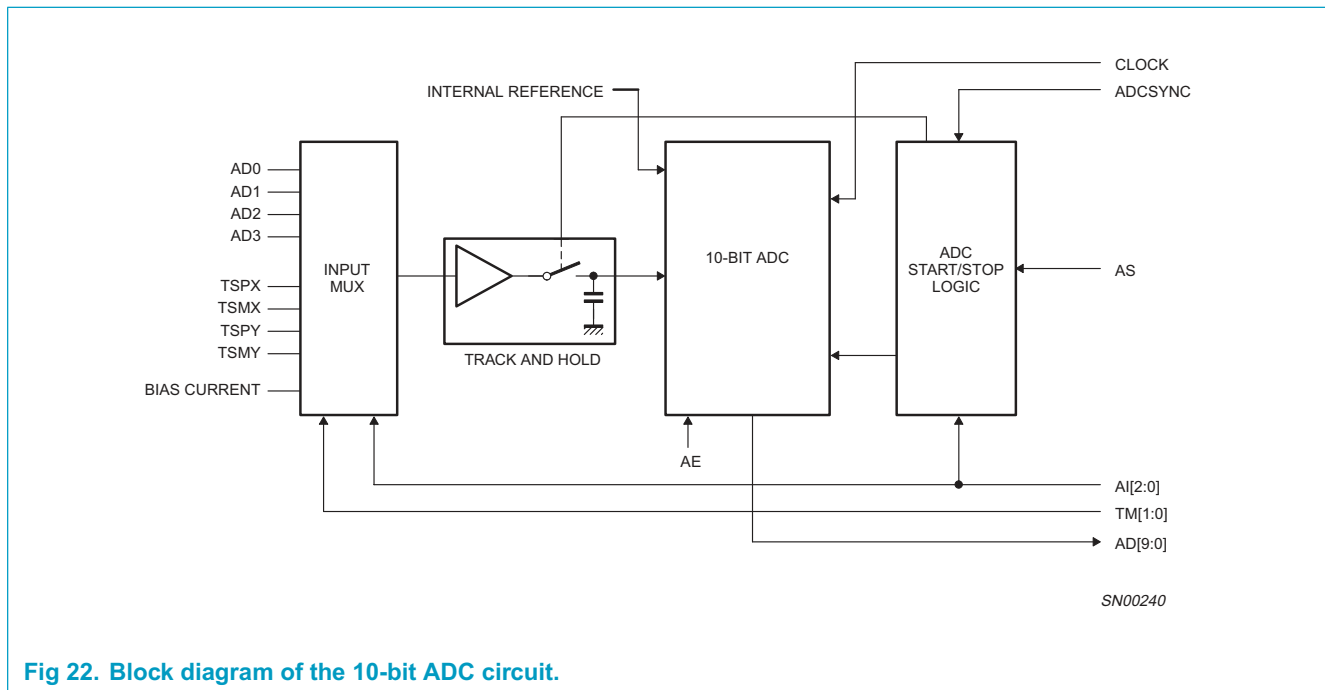 CLOCK
INTERNAL REFERENCE
ADCSYNC
AD0
AD1
AD2
AD3
TSPX
TSMX
TSPY
TSMY
BIAS CURRENT
INPUT
MUX
TRACK AND HOLD
10-BIT ADC
ADC
START/STOP
LOGIC
AS
AE
AI[2:0]
TM[1:0]
AD[9:0]
SN00240
Fig 22. Block diagram of the 10-bit ADC circuit.